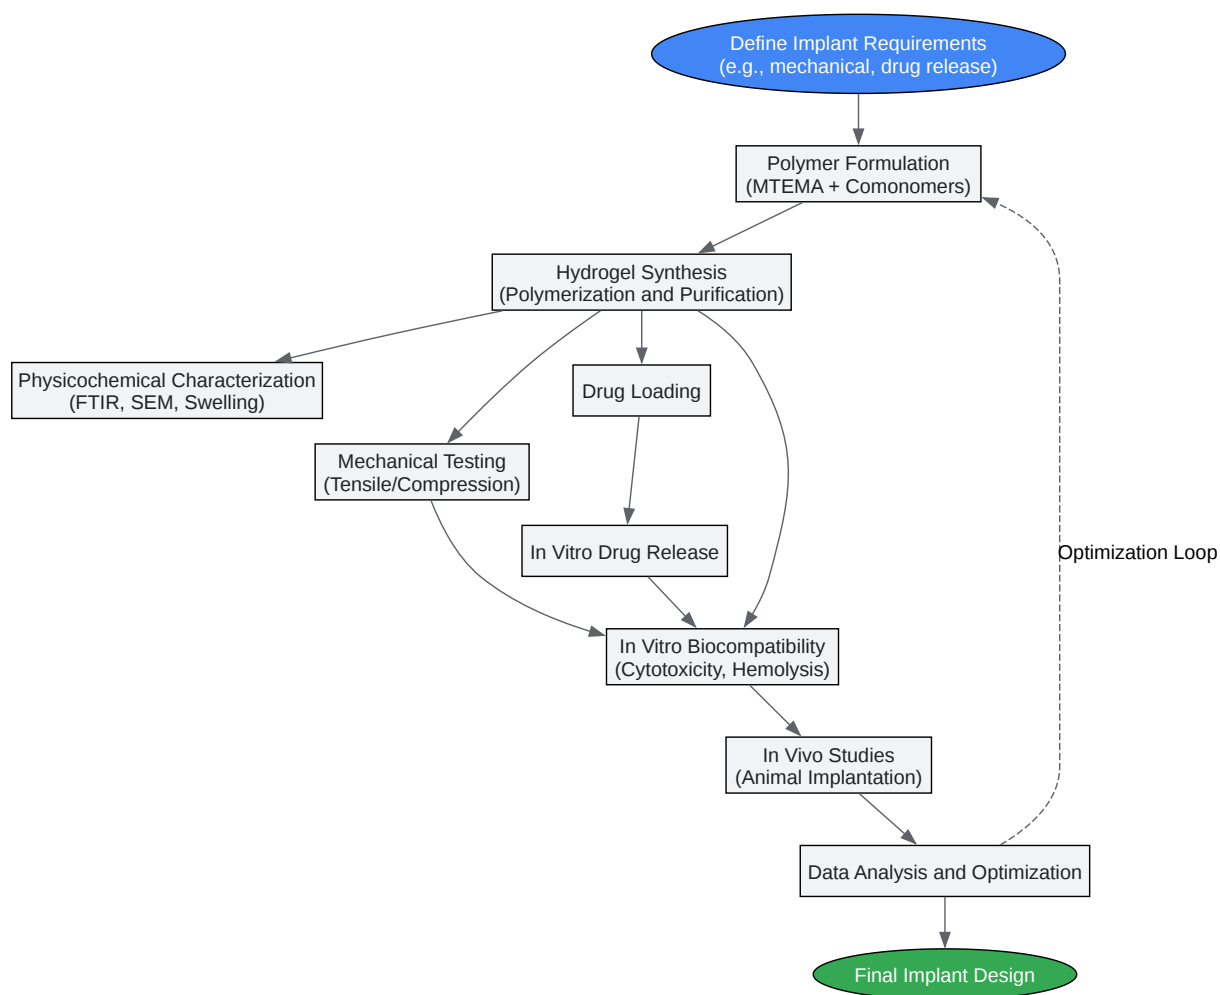 Define Implant Requirements
(e.g., mechanical, drug release)
Polymer Formulation
(MTEMA + Comonomers)
Hydrogel Synthesis
(Polymerization and Purification)
Physicochemical Characterization
(FTIR, SEM, Swelling)
Drug Loading
Mechanical Testing
(Tensile/Compression)
In Vitro Drug Release
Optimization Loop
In Vitro Biocompatibility
(Cytotoxicity, Hemolysis)
In Vivo Studies
(Animal Implantation)
Data Analysis and Optimization
Final Implant Design